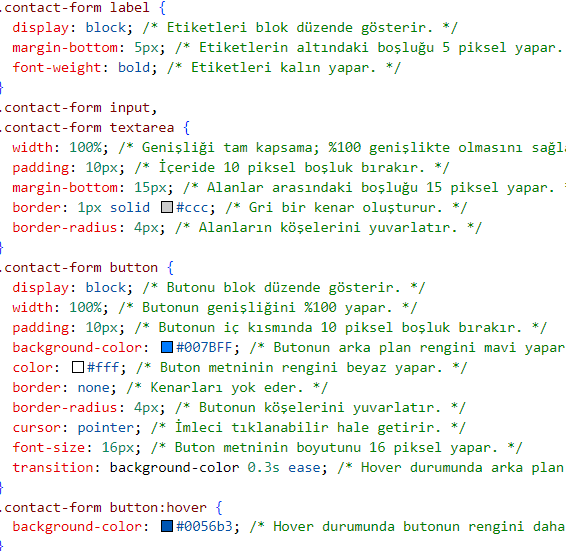 .contact-form label {
display: block; /* Etiketleri blok düzende gösterir. */
margin-bottom: 5px; /* Etiketlerin altındaki boşluğu 5 piksel yapar. */
font-weight: bold; /* Etiketleri kalın yapar. */
}
.contact-form input,
.contact-form textarea {
width: 100%; /* Genişliği tam kapsama; %100 genişlikte olmasını sağla
padding: 10px; /* İçeride 10 piksel boşluk bırakır. */
margin-bottom: 15px; /* Alanlar arasındaki boşluğu 15 piksel yapar. *
border: 1px solid #ccc; /* Gri bir kenar oluşturur. */
border-radius: 4px; /* Alanların köşelerini yuvarlatır. */
}
.contact-form button {
display: block; /* Butonu blok düzende gösterir. */
width: 100%; /* Butonun genişliğini %100 yapar. */
padding: 10px; /* Butonun iç kısmında 10 piksel boşluk bırakır. */
background-color: #007BFF; /* Butonun arka plan rengini mavi yapar
color: #fff; /* Buton metninin rengini beyaz yapar. */
border: none; /* Kenarları yok eder. */
border-radius: 4px; /* Butonun köşelerini yuvarlatır. */
cursor: pointer; /* İmleci tıklanabilir hale getirir. */
font-size: 16px; /* Buton metninin boyutunu 16 piksel yapar. */
transition: background-color 0.3s ease; /* Hover durumunda arka plan
}
.contact-form button:hover {
background-color: #0056b3; /* Hover durumunda butonun rengini daha
}